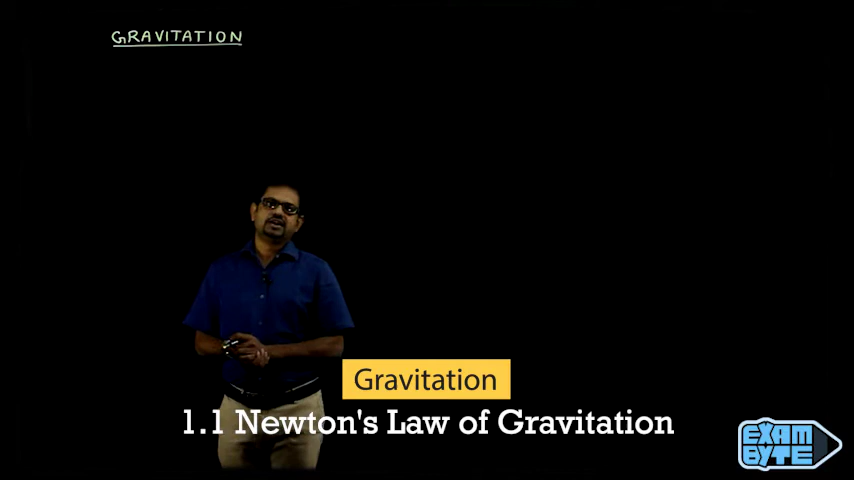 GRAVITATION
Gravitation
1.1 Newton's Law of Gravitation
EXAM
BYTE